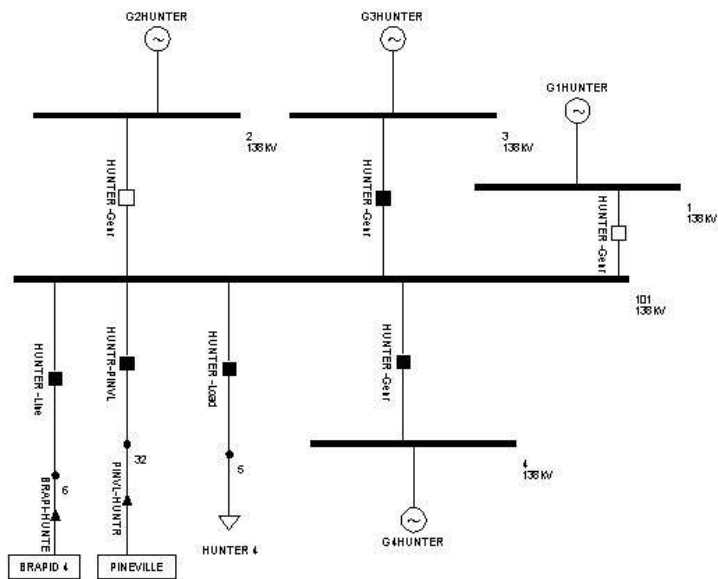 G2HUNTER
G3HUNTER
G1HUNTER
2
138 kV
3
138 kV
1
138 kV
HUNTER-Gear
HUNTER-Gear
HUNTER-Gear
101
138 kV
HUNTER-Line
HUNTR-PINVL
HUNTER-Load
HUNTER-Gear
6
32
5
4
138 kV
BRAPI-HUNTE
PINVL-HUNTR
BRAPID 4
PINEVILLE
HUNTER 4
G4HUNTER